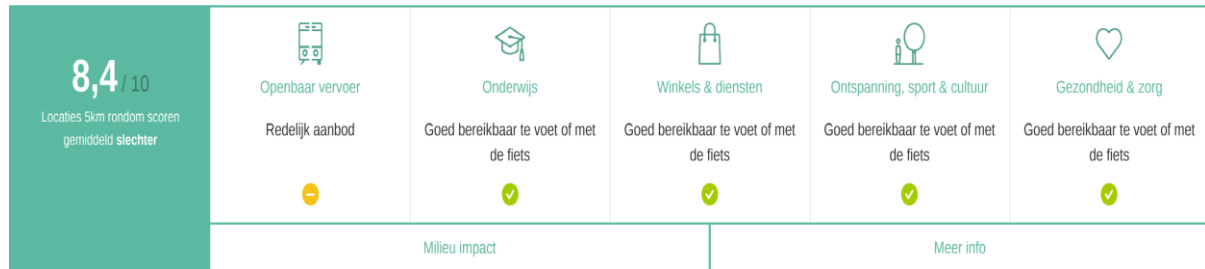 8,4 / 10
Locaties 5km rondom scoren
gemiddeld slechter
Openbaar vervoer
Redelijk aanbod
Onderwijs
Goed bereikbaar te voet of met
de fiets
Winkels & diensten
Goed bereikbaar te voet of met
de fiets
Ontspanning, sport & cultuur
Goed bereikbaar te voet of met
de fiets
Gezondheid & zorg
Goed bereikbaar te voet of met
de fiets
Milieu impact
Meer info